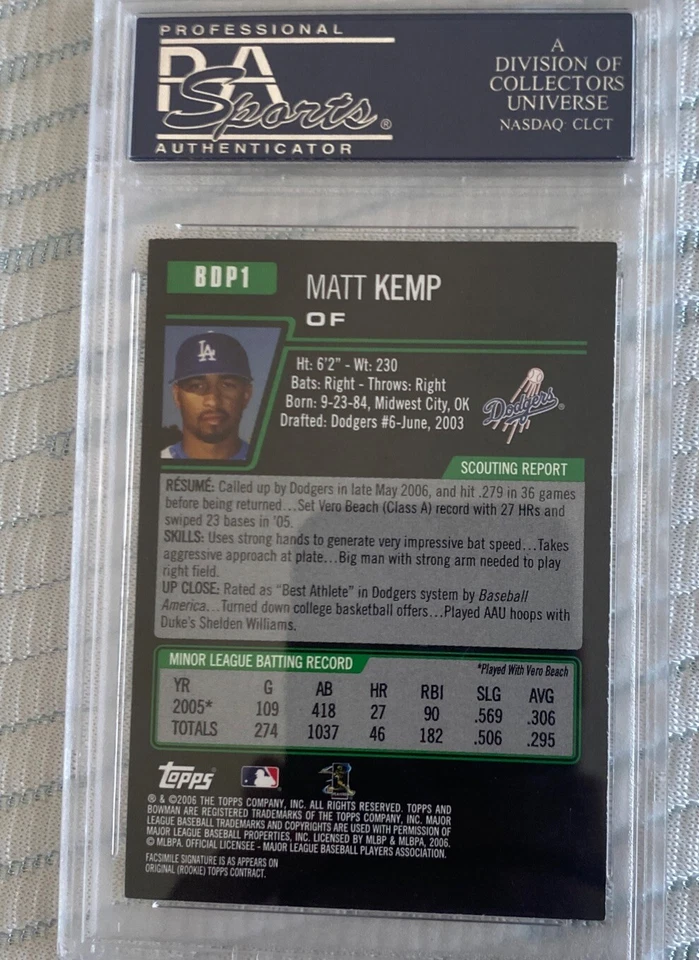 PROFESSIONAL
PSA
Sports®
AUTHENTICATOR
A
DIVISION OF
COLLECTORS
UNIVERSE
NASDAQ: CLCT
BDP1
MATT KEMP
OF
LA
Ht: 6'2" - Wt: 230
Bats: Right - Throws: Right
Born: 9-23-84, Midwest City, OK
Drafted: Dodgers #6-June, 2003
Dodgers®
SCOUTING REPORT
RÉSUMÉ: Called up by Dodgers in late May 2006, and hit .279 in 36 games
before being returned...Set Vero Beach (Class A) record with 27 HRs and
swiped 23 bases in '05.
SKILLS: Uses strong hands to generate very impressive bat speed...Takes
aggressive approach at plate...Big man with strong arm needed to play
right field.
UP CLOSE: Rated as "Best Athlete" in Dodgers system by Baseball
America...Turned down college basketball offers...Played AAU hoops with
Duke's Shelden Williams.
MINOR LEAGUE BATTING RECORD
*Played With Vero Beach
YR G AB HR RBI SLG AVG
2005* 109 418 27 90 .569 .306
TOTALS 274 1037 46 182 .506 .295
Topps
® & ©2006 THE TOPPS COMPANY, INC. ALL RIGHTS RESERVED. TOPPS AND
BOWMAN ARE REGISTERED TRADEMARKS OF THE TOPPS COMPANY, INC. MAJOR
LEAGUE BASEBALL TRADEMARKS AND COPYRIGHTS ARE USED WITH PERMISSION OF
MAJOR LEAGUE BASEBALL PROPERTIES, INC. LICENSED BY MLBP & MLBPA, 2006.
© MLBPA. OFFICIAL LICENSEE - MAJOR LEAGUE BASEBALL PLAYERS ASSOCIATION.
FACSIMILE SIGNATURE IS AS APPEARS ON
ORIGINAL (ROOKIE) TOPPS CONTRACT.